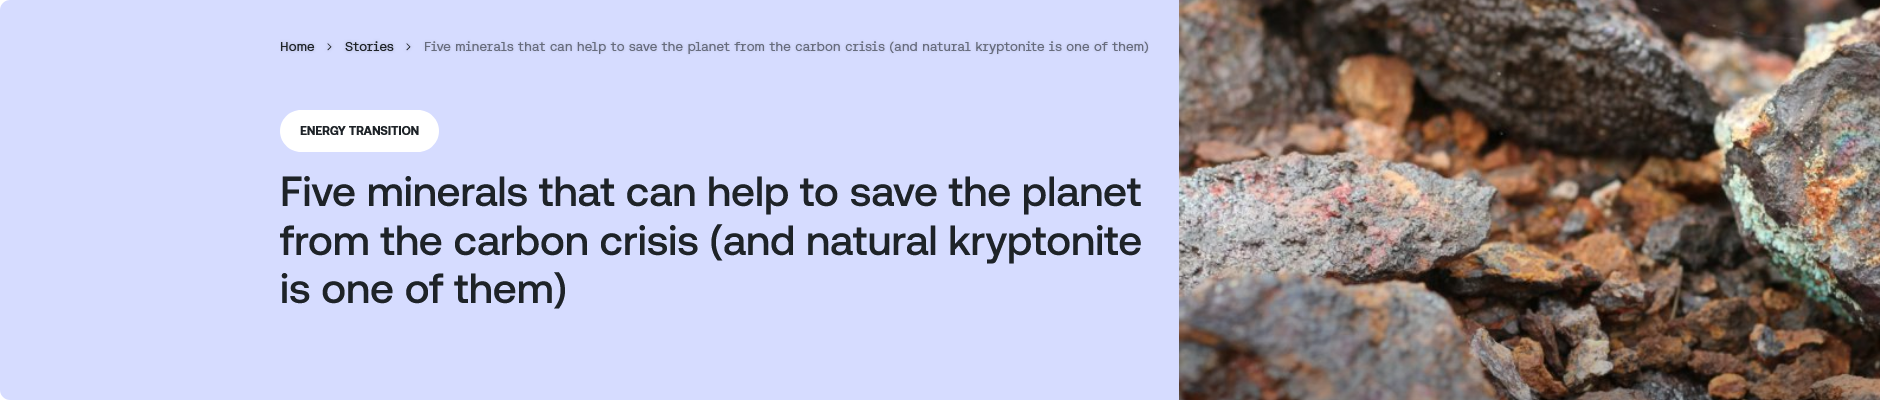 Home > Stories > Five minerals that can help to save the planet from the carbon crisis (and natural kryptonite is one of them)
ENERGY TRANSITION
Five minerals that can help to save the planet
from the carbon crisis (and natural kryptonite
is one of them)